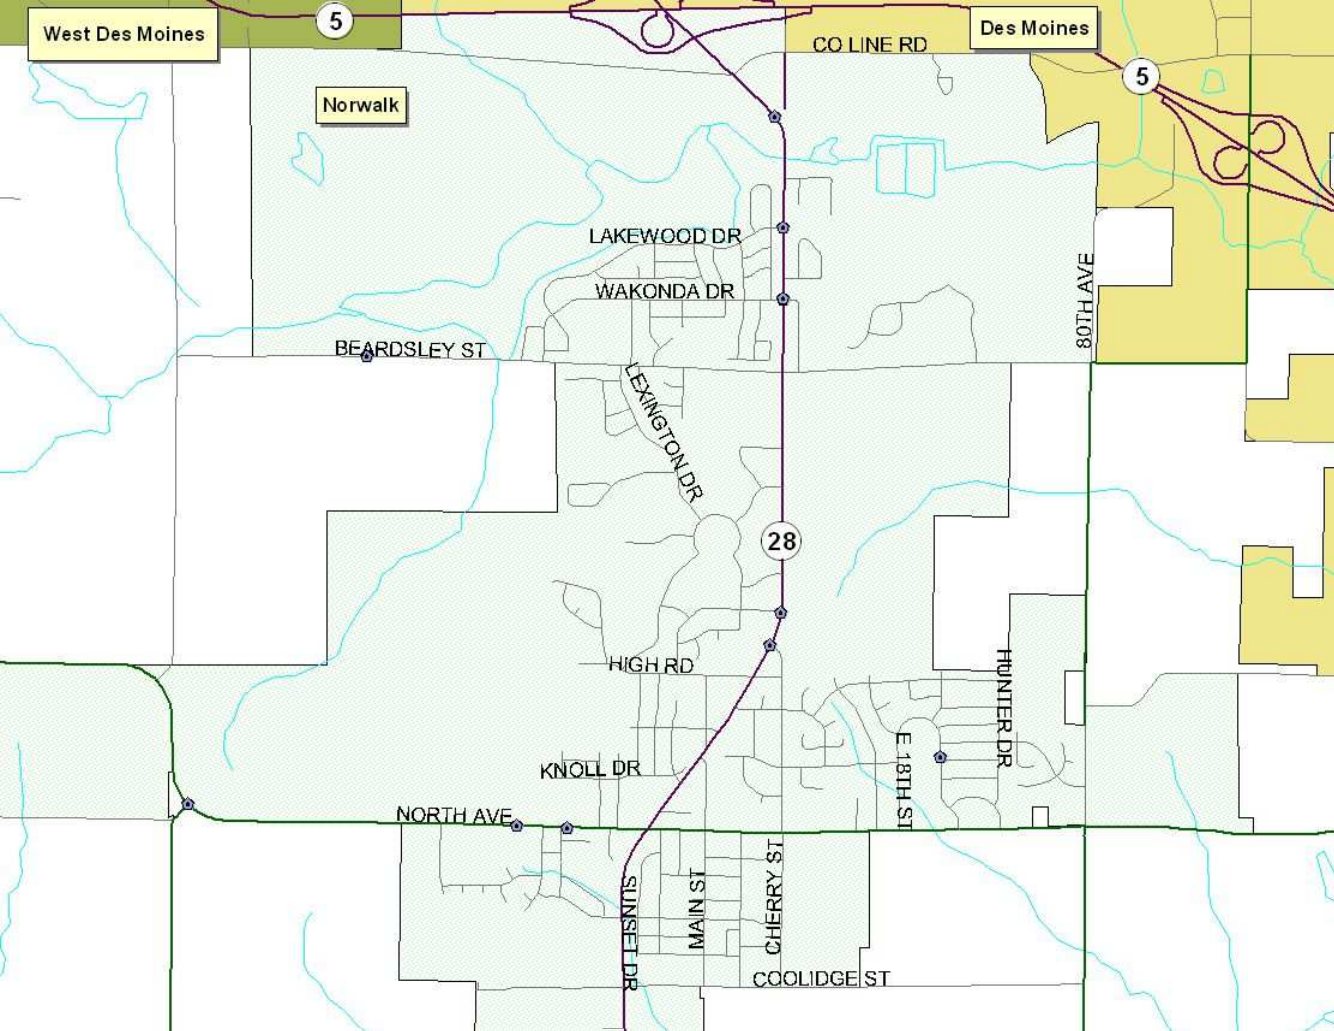 5
West Des Moines
Des Moines
CO LINE RD
5
Norwalk
LAKEWOOD DR
WAKONDA DR
80TH AVE
BEARDSLEY ST
LEXINGTON DR
28
HIGH RD
HUNTER DR
E 18TH ST
KNOLL DR
NORTH AVE
SUNSET DR
MAIN ST
CHERRY ST
COOLIDGE ST